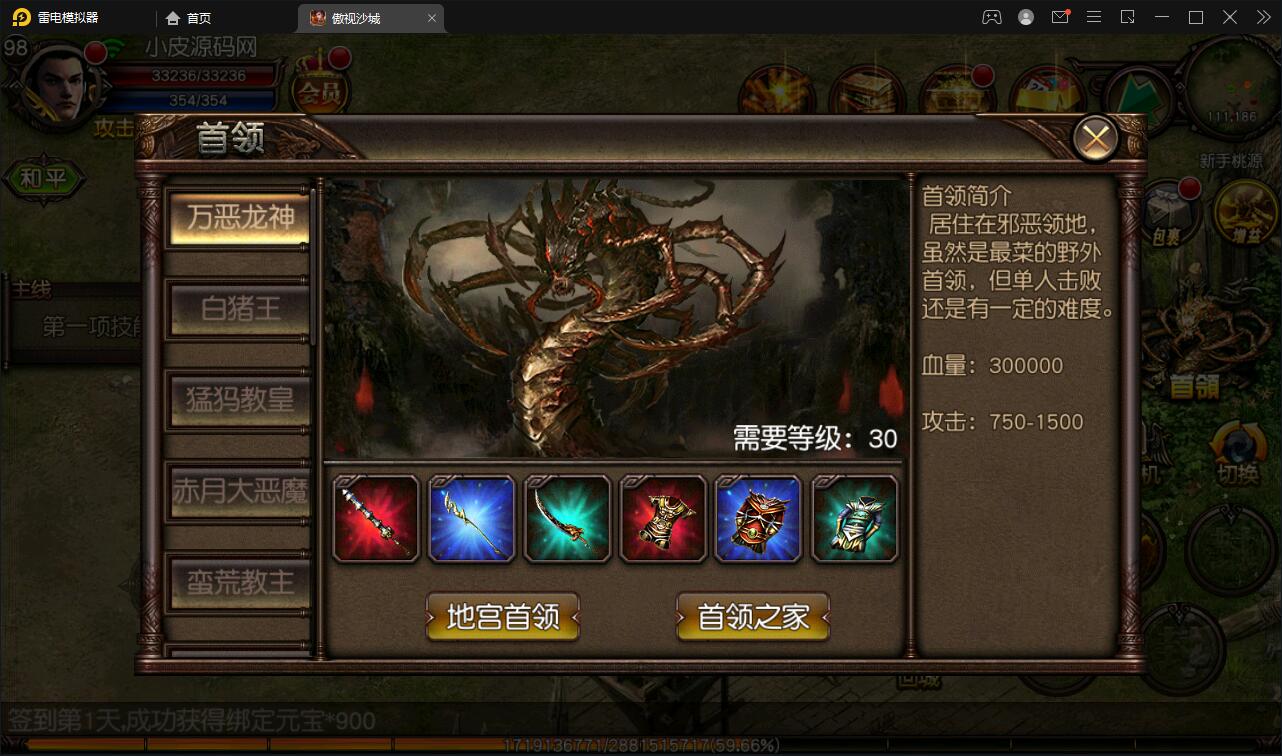 雷电模拟器
首页
傲视沙城
98
小皮源码网
33236/33236
354/354
会员
攻击
111,186
和平
新手桃源
首领
万恶龙神
白猪王
猛犸教皇
赤月大恶魔
蛮荒教主
需要等级：30
地宫首领
首领之家
首领简介
居住在邪恶领地，
虽然是最菜的野外
首领，但单人击败
还是有一定的难度。
血量：300000
攻击：750-1500
包裹
增益
主线
第一项技能
首领
机
切换
回城
签到第1天,成功获得绑定元宝*900
1719136771/2881515717(59.66%)